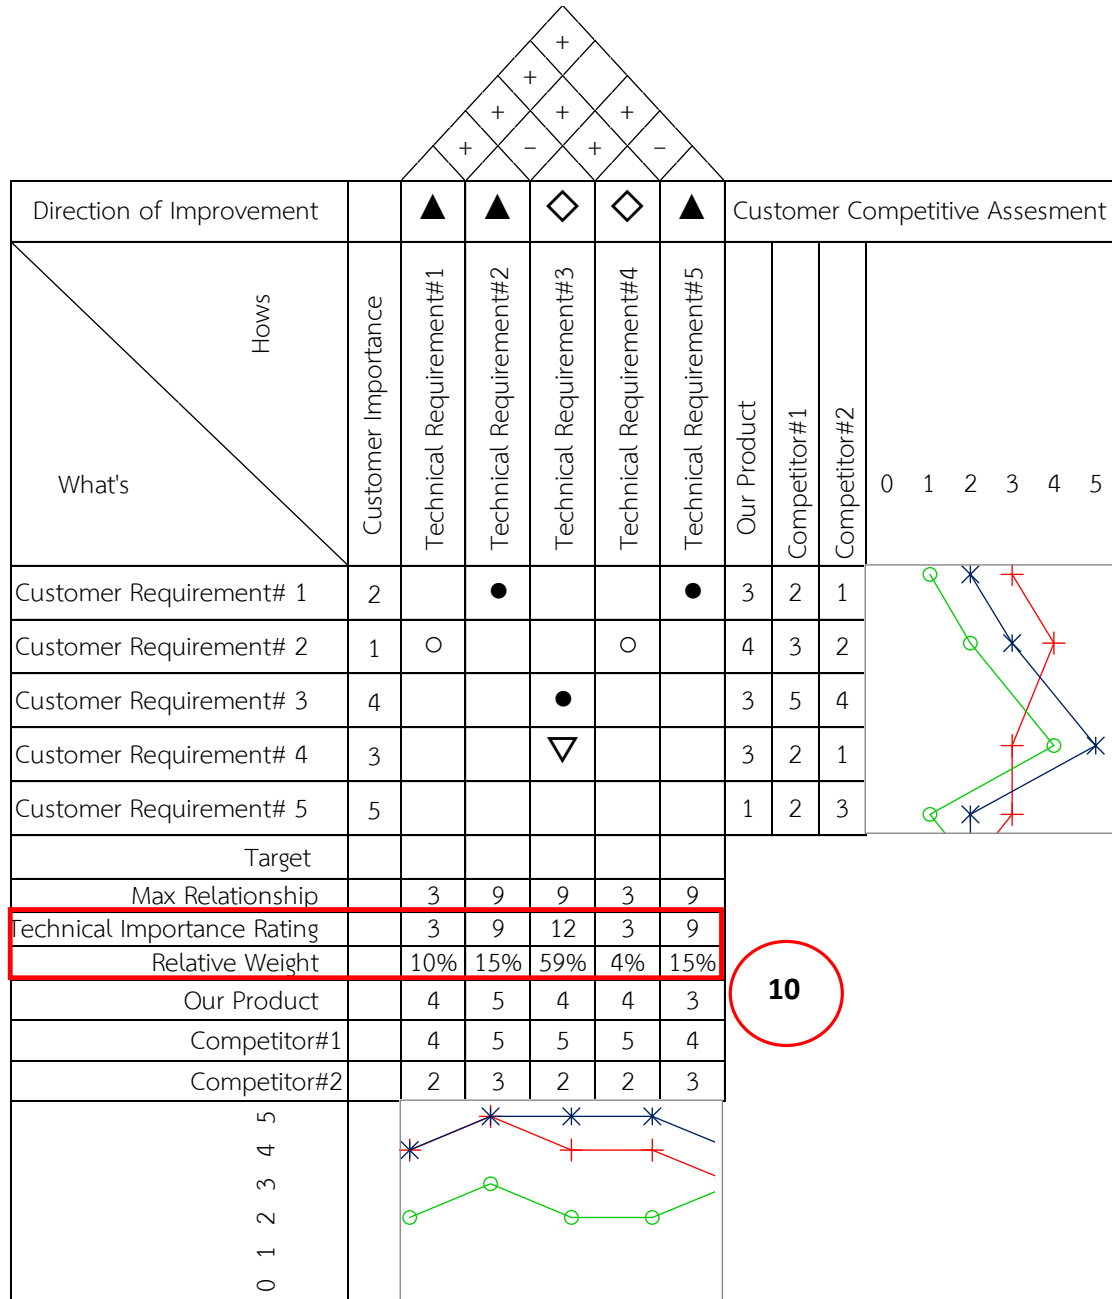 +
+
+ + +
+ − + −
Direction of Improvement ▲ ▲ ◇ ◇ ▲ Customer Competitive Assesment
Hows
What's
Customer Importance
Technical Requirement#1
Technical Requirement#2
Technical Requirement#3
Technical Requirement#4
Technical Requirement#5
Our Product
Competitor#1
Competitor#2
0 1 2 3 4 5
Customer Requirement# 1 2 ● ● 3 2 1
Customer Requirement# 2 1 ○ ○ 4 3 2
Customer Requirement# 3 4 ● 3 5 4
Customer Requirement# 4 3 ▽ 3 2 1
Customer Requirement# 5 5 1 2 3
Target
Max Relationship 3 9 9 3 9
Technical Importance Rating 3 9 12 3 9
Relative Weight 10% 15% 59% 4% 15%
Our Product 4 5 4 4 3
Competitor#1 4 5 5 5 4
Competitor#2 2 3 2 2 3
10
5
4
3
2
1
0